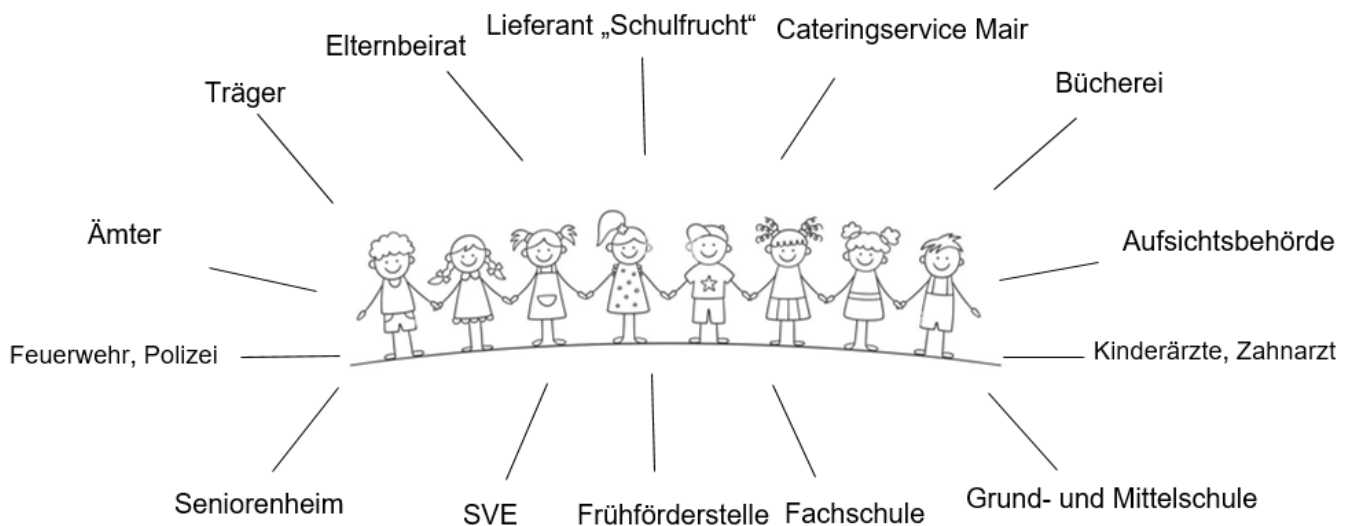 Lieferant „Schulfrucht“
Cateringservice Mair
Elternbeirat
Bücherei
Träger
Ämter
Aufsichtsbehörde
Feuerwehr, Polizei
Kinderärzte, Zahnarzt
Seniorenheim
SVE
Frühförderstelle
Fachschule
Grund- und Mittelschule